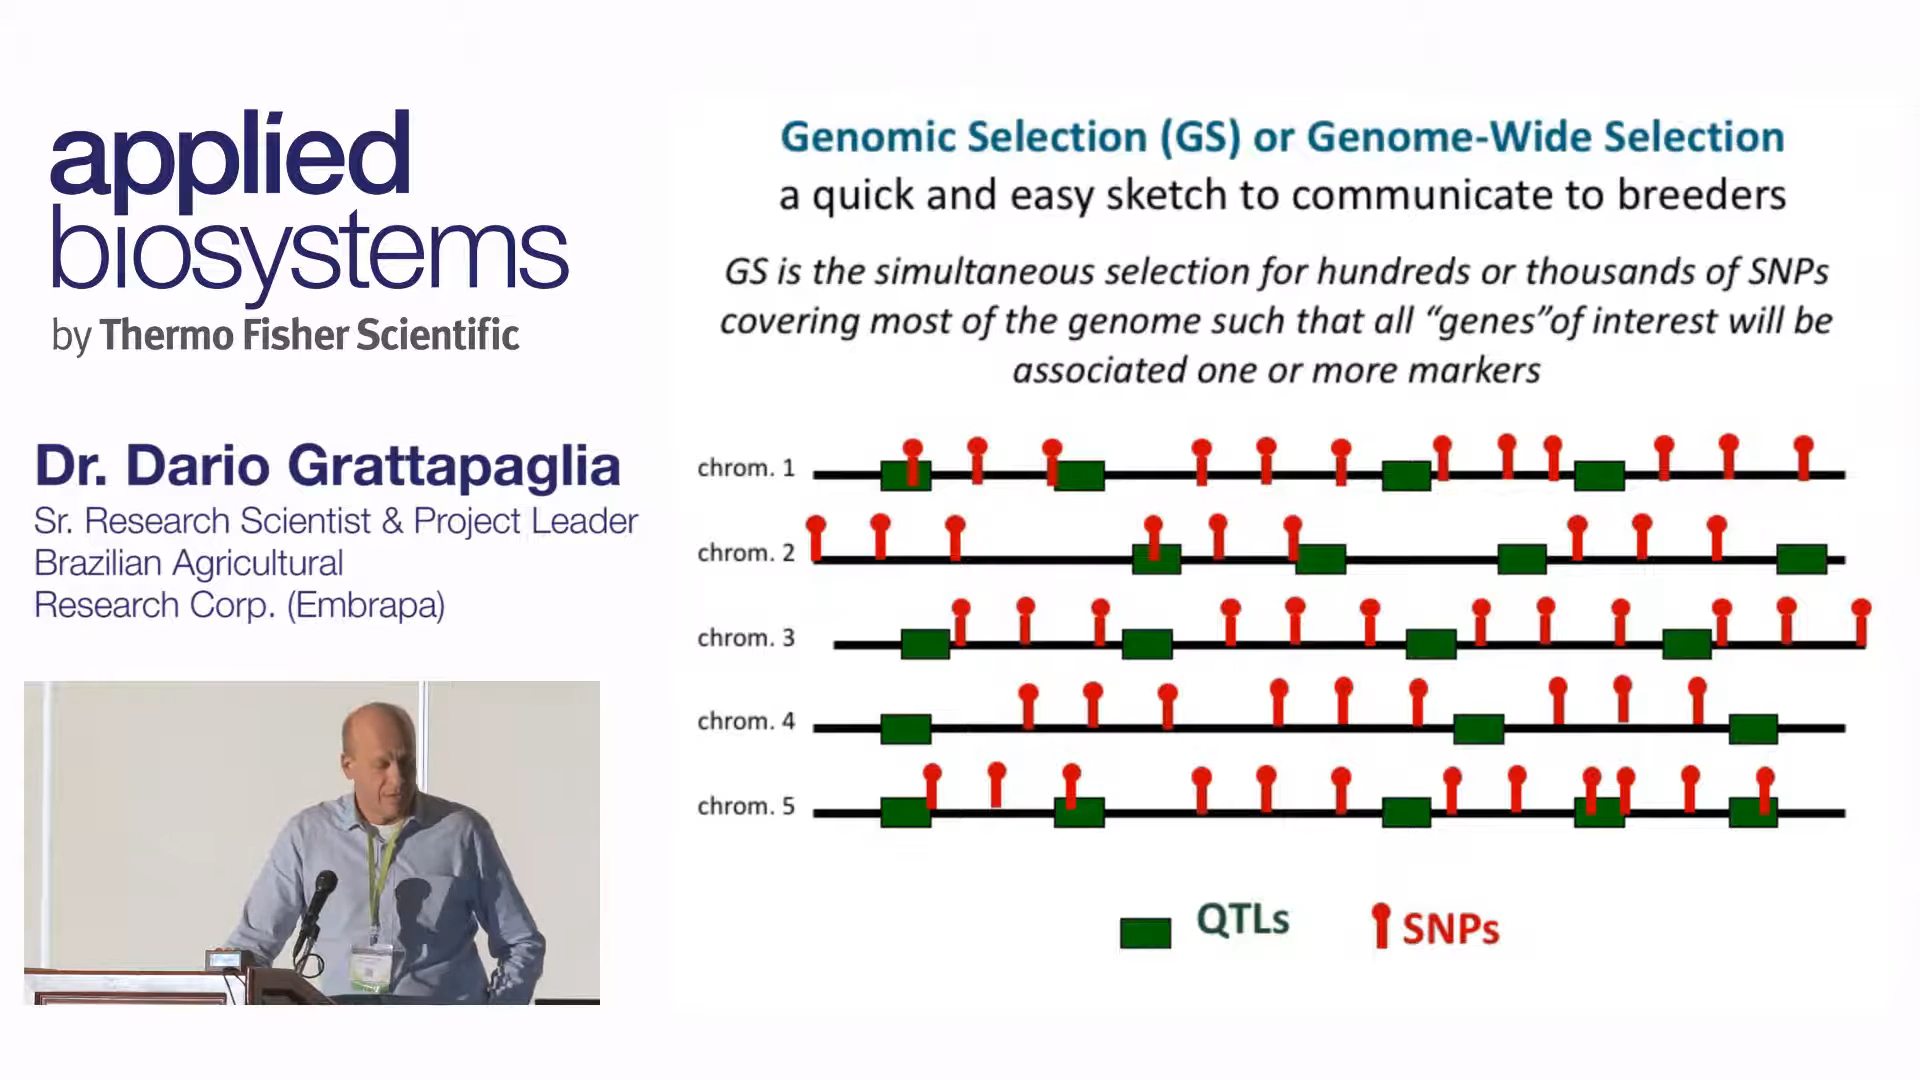 applied
biosystems
by Thermo Fisher Scientific
Dr. Dario Grattapaglia
Sr. Research Scientist & Project Leader
Brazilian Agricultural
Research Corp. (Embrapa)
Genomic Selection (GS) or Genome-Wide Selection
a quick and easy sketch to communicate to breeders
GS is the simultaneous selection for hundreds or thousands of SNPs
covering most of the genome such that all “genes”of interest will be
associated one or more markers
chrom. 1
chrom. 2
chrom. 3
chrom. 4
chrom. 5
QTLs
SNPs